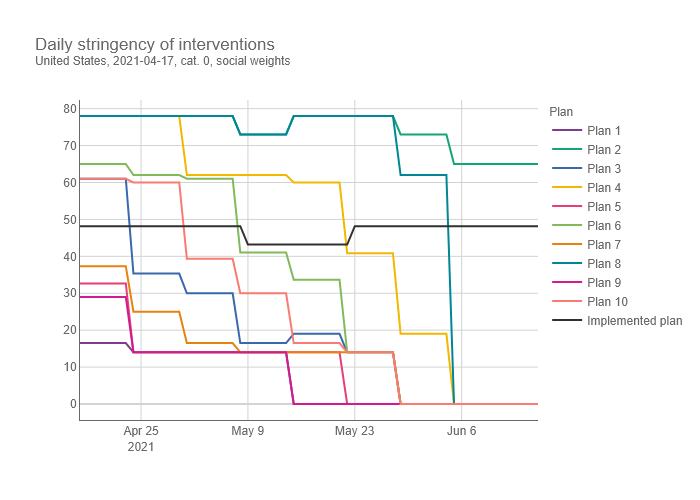 Daily stringency of interventions
United States, 2021-04-17, cat. 0, social weights
80
70
60
50
40
30
20
10
0
Apr 25
2021
May 9
May 23
Jun 6
Plan
Plan 1
Plan 2
Plan 3
Plan 4
Plan 5
Plan 6
Plan 7
Plan 8
Plan 9
Plan 10
Implemented plan